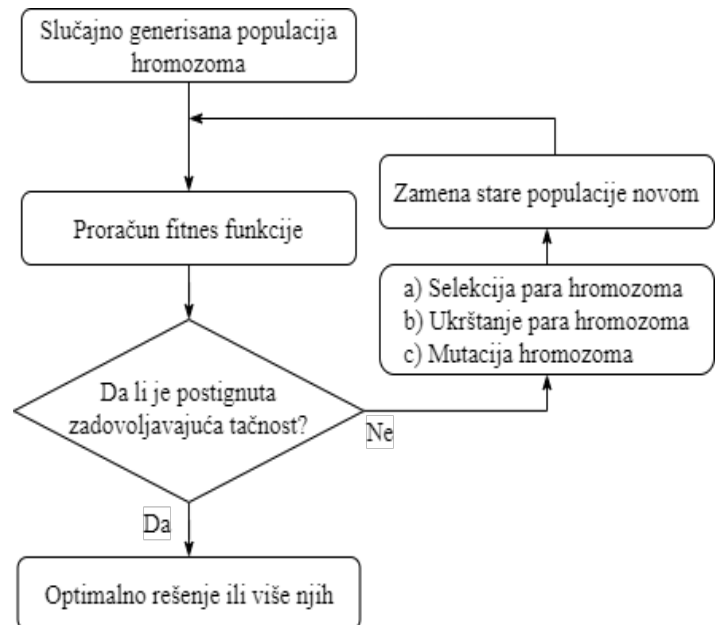 Slučajno generisana populacija
hromozoma
Proračun fitnes funkcije
Da li je postignuta
zadovoljavajuća tačnost?
Ne
a) Selekcija para hromozoma
b) Ukrštanje para hromozoma
c) Mutacija hromozoma
Zamena stare populacije novom
Da
Optimalno rešenje ili više njih